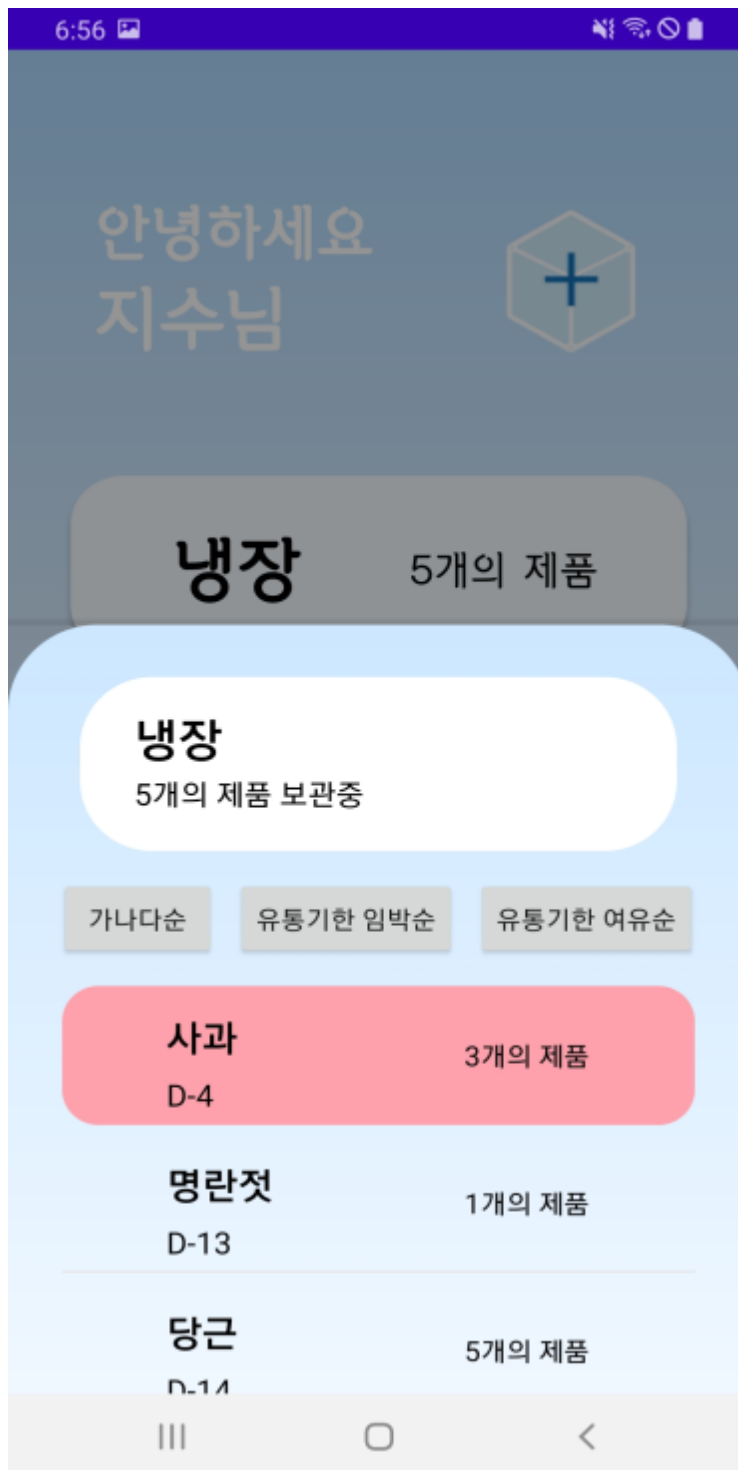 6:56
안녕하세요
지수님
냉장 5개의 제품
냉장
5개의 제품 보관중
가나다순 유통기한 임박순 유통기한 여유순
사과 3개의 제품
D-4
명란젓 1개의 제품
D-13
당근 5개의 제품
D-14